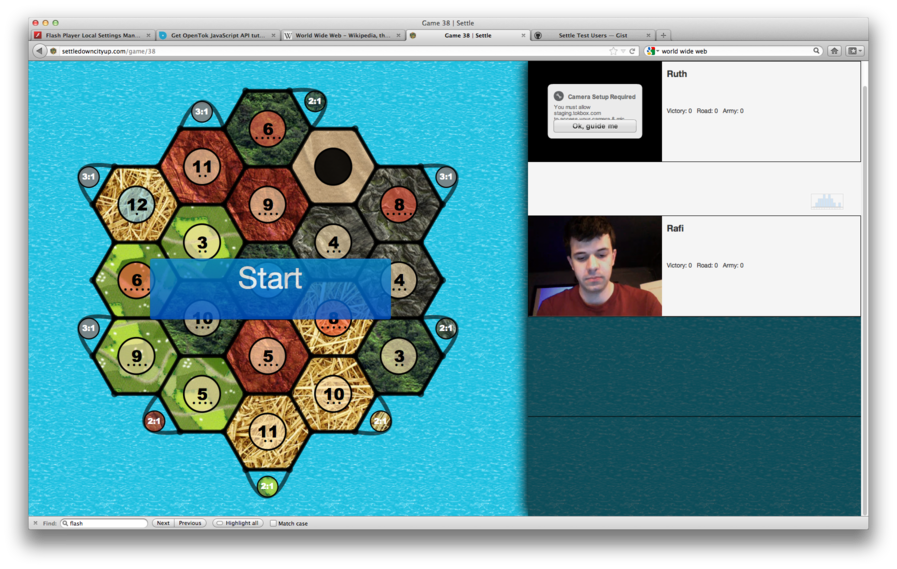 Game 38 | Settle
Flash Player Local Settings Man...
Get OpenTok JavaScript API tut...
World Wide Web – Wikipedia, th...
Game 38 | Settle
Settle Test Users — Gist
settledowncityup.com/game/38
world wide web
2:1
3:1
6
11
3:1
3:1
12
9
8
3
4
Start
6
4
10
8
3:1
2:1
9
5
3
5
10
2:1
2:1
11
2:1
Camera Setup Required
You must allow
staging.tokbox.com
to access your camera & mic
Ok, guide me
Ruth
Victory: 0 Road: 0 Army: 0
Rafi
Victory: 0 Road: 0 Army: 0
Find: flash
Next Previous Highlight all Match case